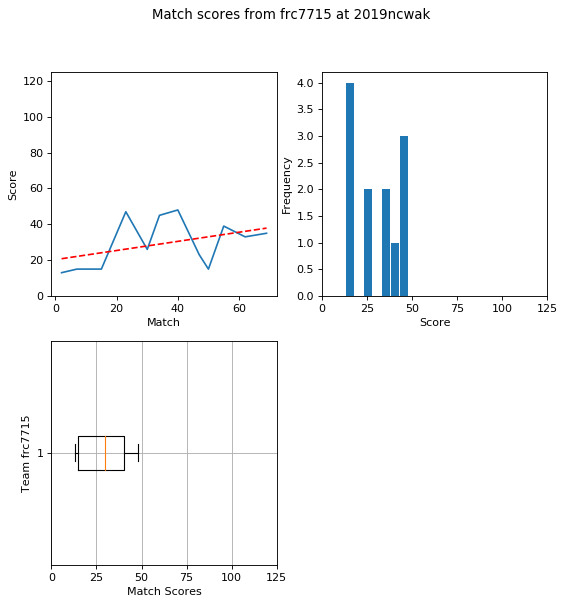 Match scores from frc7715 at 2019ncwak
120
100
80
60
40
20
0
Score
0 20 40 60
Match
4.0
3.5
3.0
2.5
2.0
1.5
1.0
0.5
0.0
Frequency
0 25 50 75 100 125
Score
1
Team frc7715
0 25 50 75 100 125
Match Scores